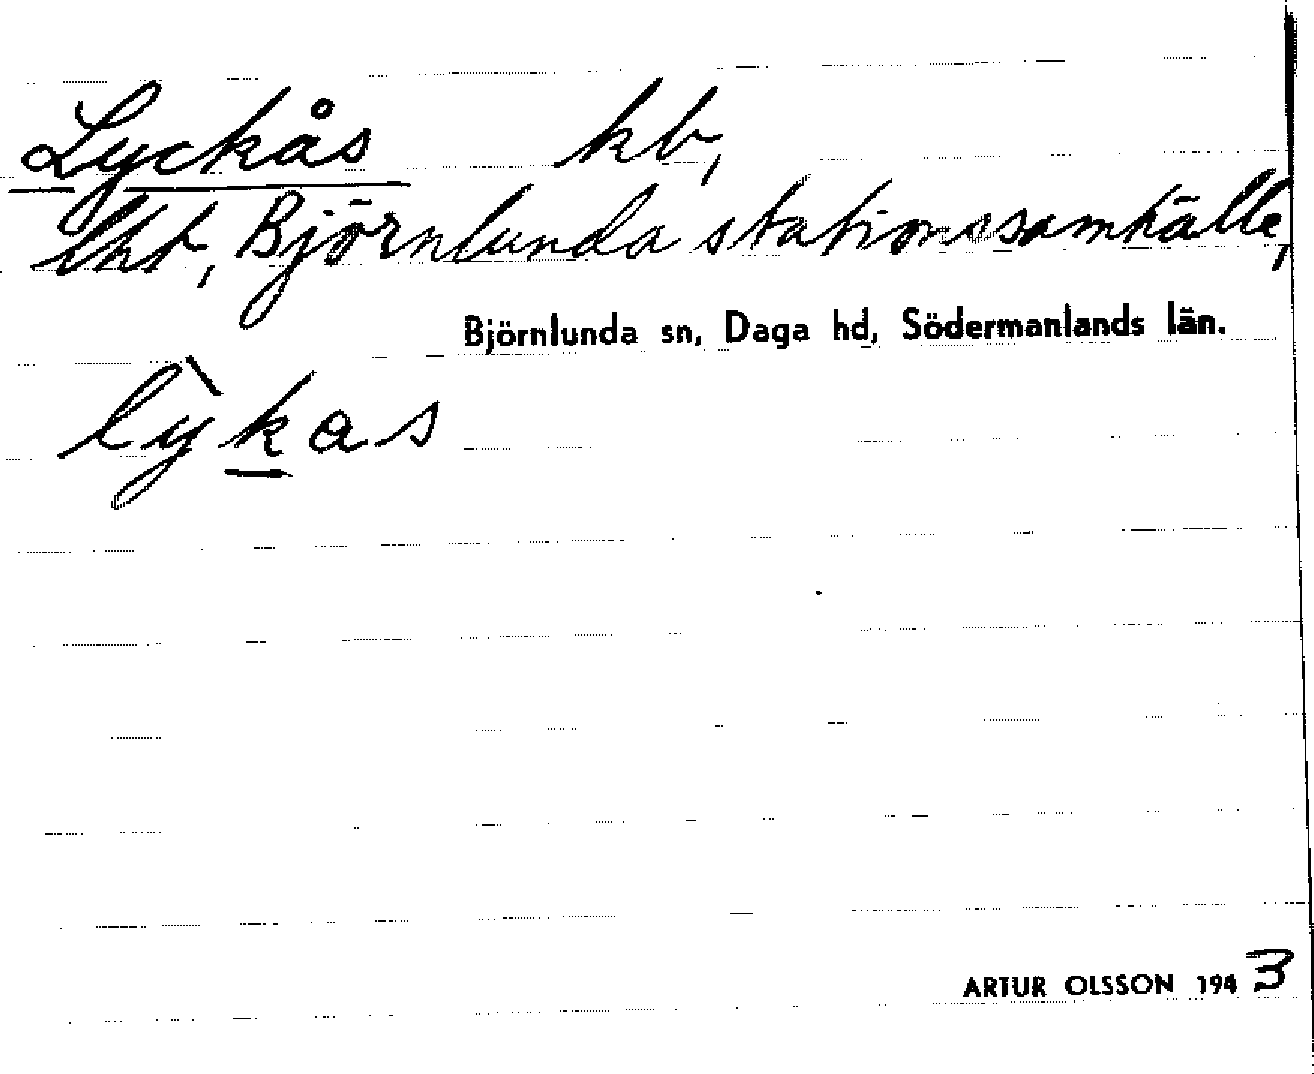 Lyckås kb,
lht, Björnlunda stationssamhälle,
Björnlunda sn, Daga hd, Södermanlands län.
lỳkas
ARTUR OLSSON 1943